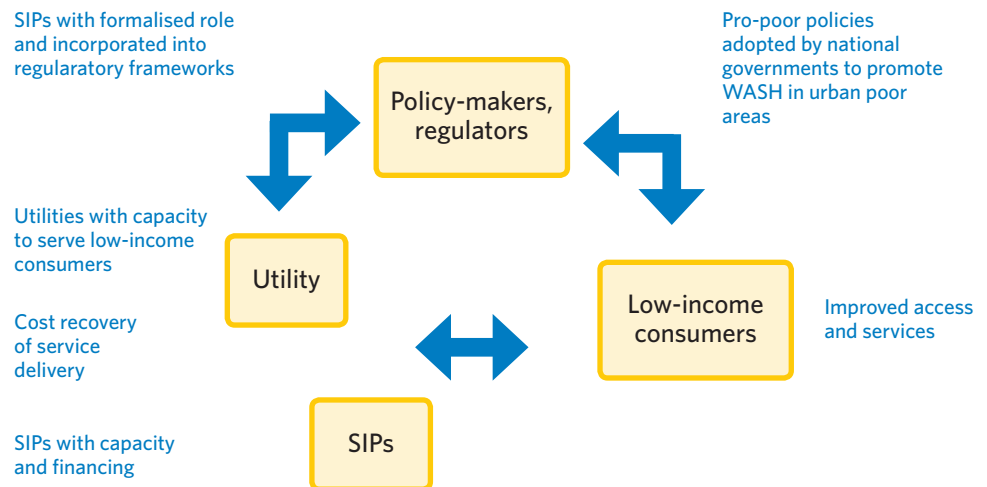 SIPs with formalised role
and incorporated into
regularatory frameworks
Policy-makers,
regulators
Pro-poor policies
adopted by national
governments to promote
WASH in urban poor
areas
Utilities with capacity
to serve low-income
consumers
Utility
Low-income
consumers
Improved access
and services
Cost recovery
of service
delivery
SIPs
SIPs with capacity
and financing